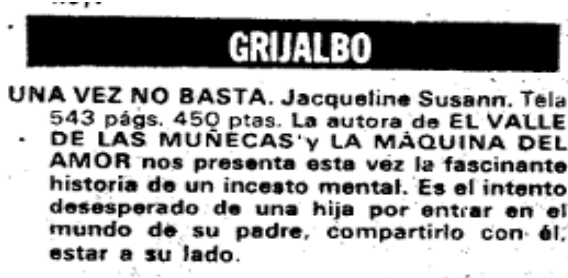 GRIJALBO
UNA VEZ NO BASTA. Jacqueline Susann. Tela
543 págs. 450 ptas. La autora de EL VALLE
DE LAS MUÑECAS y LA MÁQUINA DEL
AMOR nos presenta esta vez la fascinante
historia de un incesto mental. Es el intento
desesperado de una hija por entrar en el
mundo de su padre, compartirlo con él,
estar a su lado.